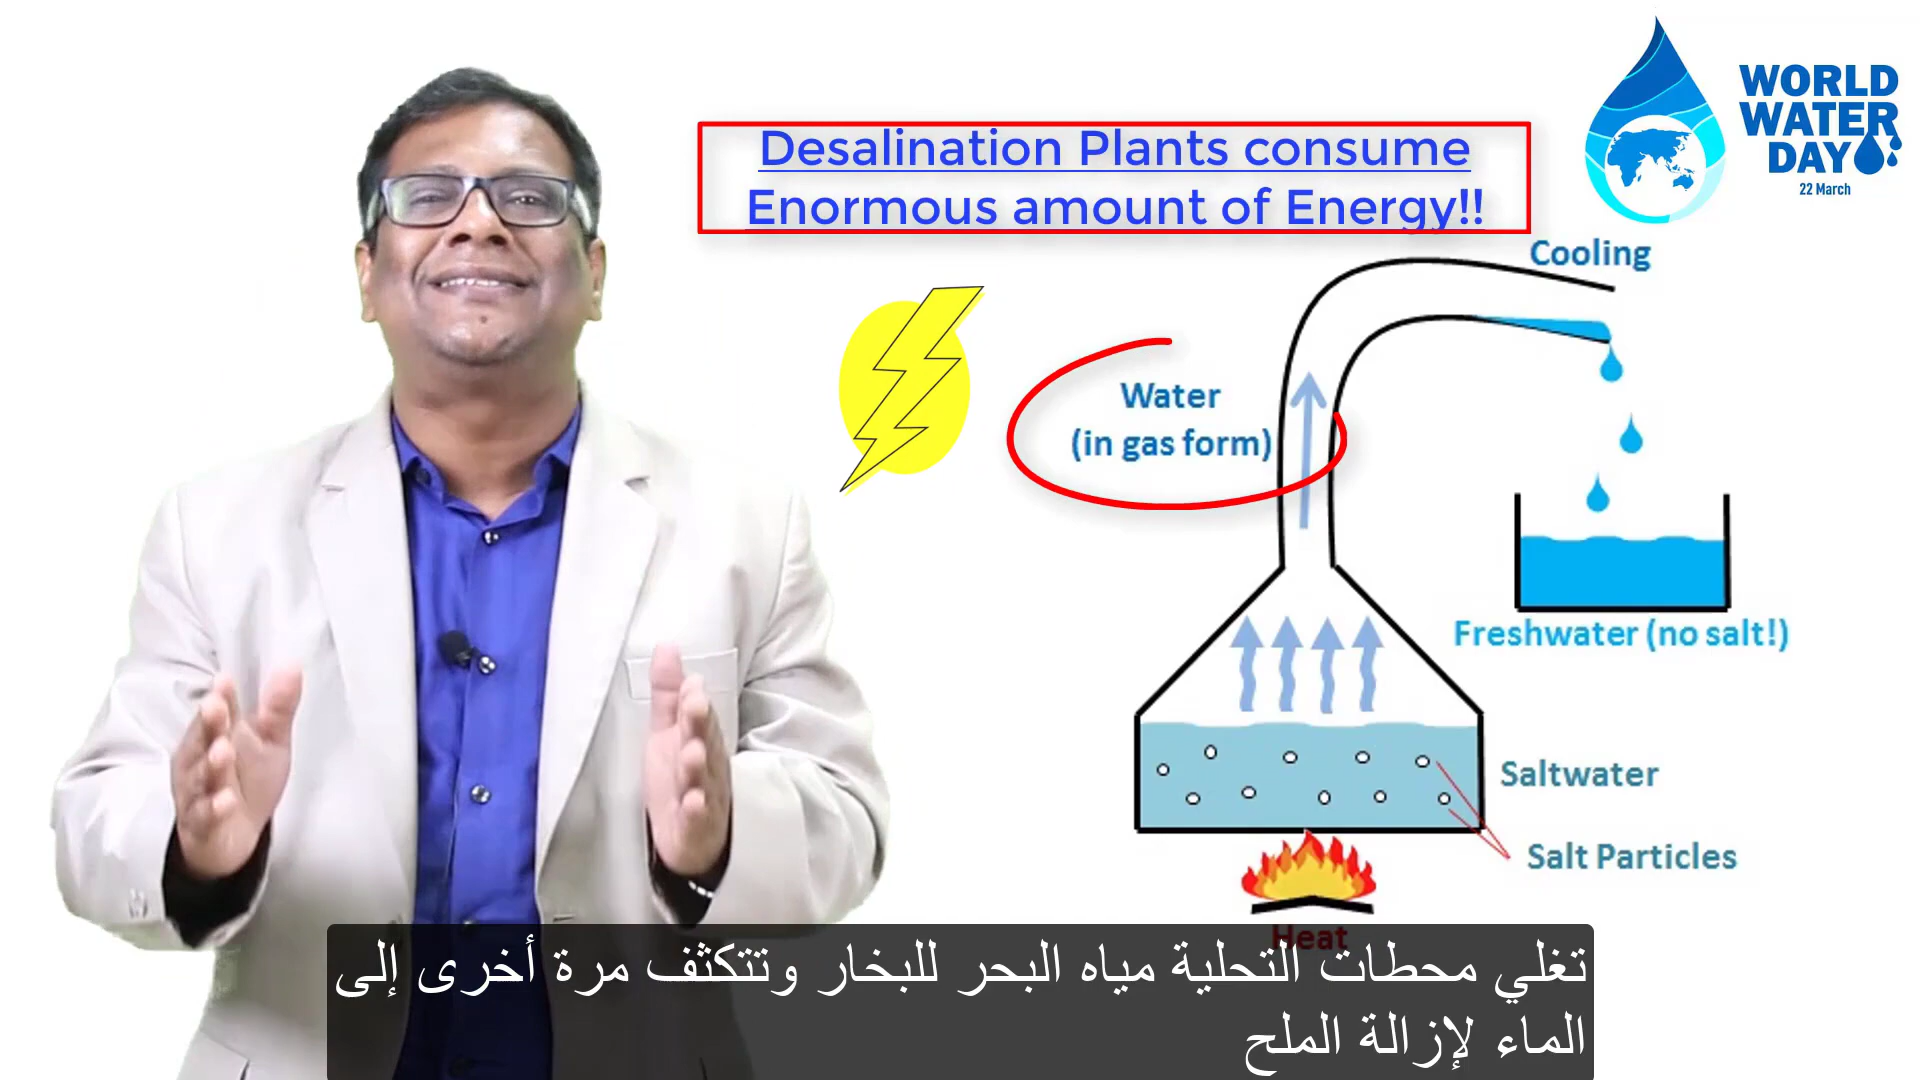 WORLD
WATER
DAY
22 March
Desalination Plants consume
Enormous amount of Energy!!
Cooling
Water
(in gas form)
Freshwater (no salt!)
Saltwater
Salt Particles
Heat
تغلي محطات التحلية مياه البحر للبخار وتتكثف مرة أخرى إلى
الماء لإزالة الملح